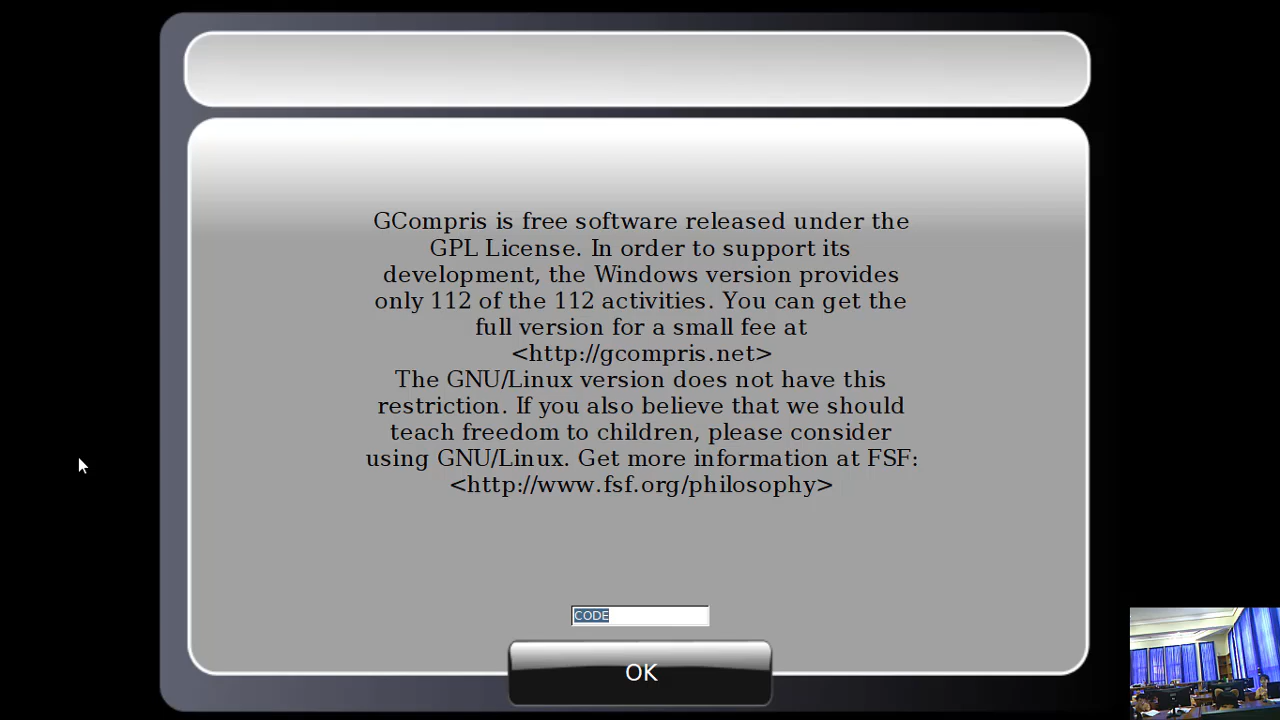 GCompris is free software released under the
GPL License. In order to support its
development, the Windows version provides
only 112 of the 112 activities. You can get the
full version for a small fee at
<http://gcompris.net>
The GNU/Linux version does not have this
restriction. If you also believe that we should
teach freedom to children, please consider
using GNU/Linux. Get more information at FSF:
<http://www.fsf.org/philosophy>
CODE
OK